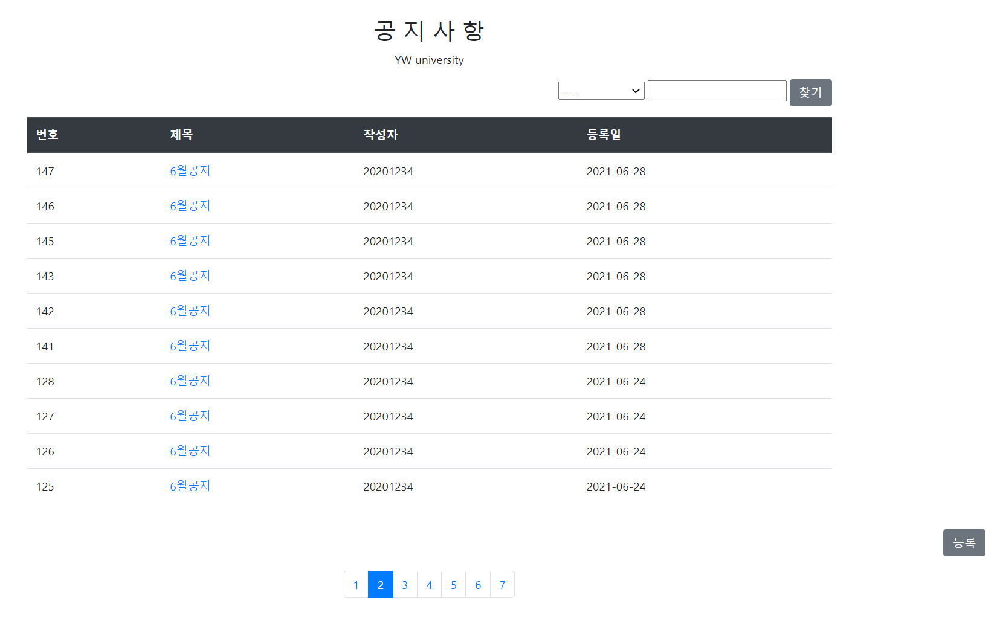 공 지 사 항
YW university
---- 찾기
번호 제목 작성자 등록일
147 6월공지 20201234 2021-06-28
146 6월공지 20201234 2021-06-28
145 6월공지 20201234 2021-06-28
143 6월공지 20201234 2021-06-28
142 6월공지 20201234 2021-06-28
141 6월공지 20201234 2021-06-28
128 6월공지 20201234 2021-06-24
127 6월공지 20201234 2021-06-24
126 6월공지 20201234 2021-06-24
125 6월공지 20201234 2021-06-24
등록
1 2 3 4 5 6 7